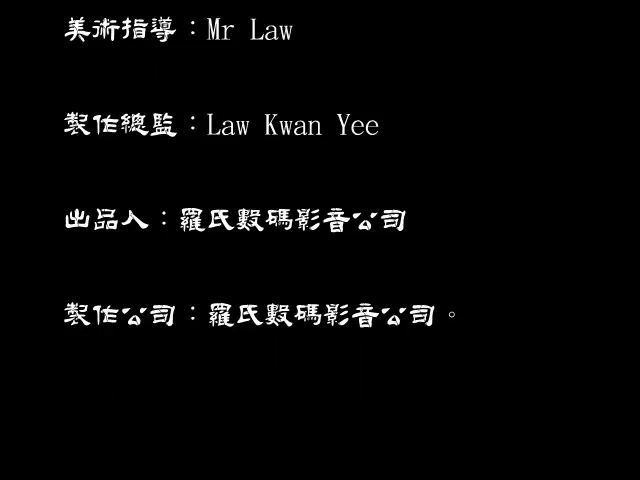 美術指導：Mr Law
製作總監：Law Kwan Yee
出品人：羅氏數碼影音公司
製作公司：羅氏數碼影音公司。